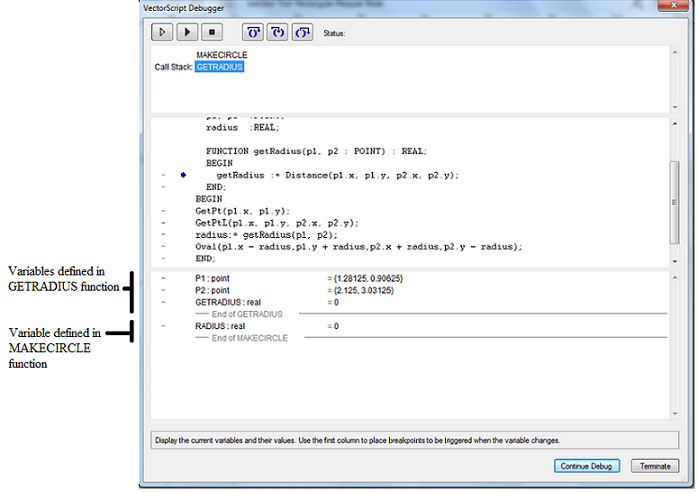 VectorScript Debugger
Status:
MAKECIRCLE
Call Stack: GETRADIUS
radius :REAL;
FUNCTION getRadius(p1, p2 : POINT) : REAL;
BEGIN
getRadius := Distance(p1.x, p1.y, p2.x, p2.y);
END;
BEGIN
GetPt(p1.x, p1.y);
GetPtL(p1.x, p1.y, p2.x, p2.y);
radius:= getRadius(p1, p2);
Oval(p1.x - radius,p1.y + radius,p2.x + radius,p2.y - radius);
END;
Variables defined in
GETRADIUS function
P1 : point = {1.28125, 0.90625}
P2 : point = {2.125, 3.03125}
GETRADIUS : real = 0
End of GETRADIUS
Variable defined in
MAKECIRCLE
function
RADIUS : real = 0
End of MAKECIRCLE
Display the current variables and their values. Use the first column to place breakpoints to be triggered when the variable changes.
Continue Debug
Terminate